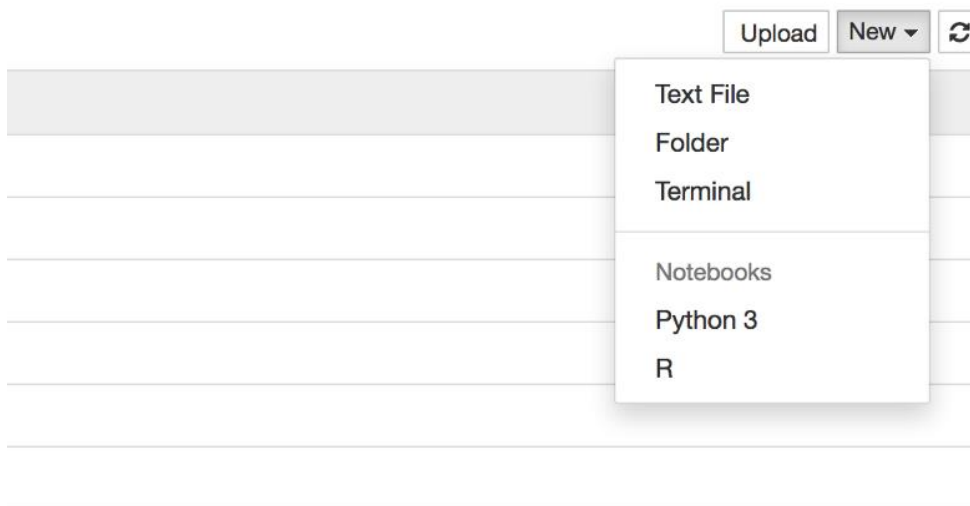 Upload New
Text File
Folder
Terminal
Notebooks
Python 3
R